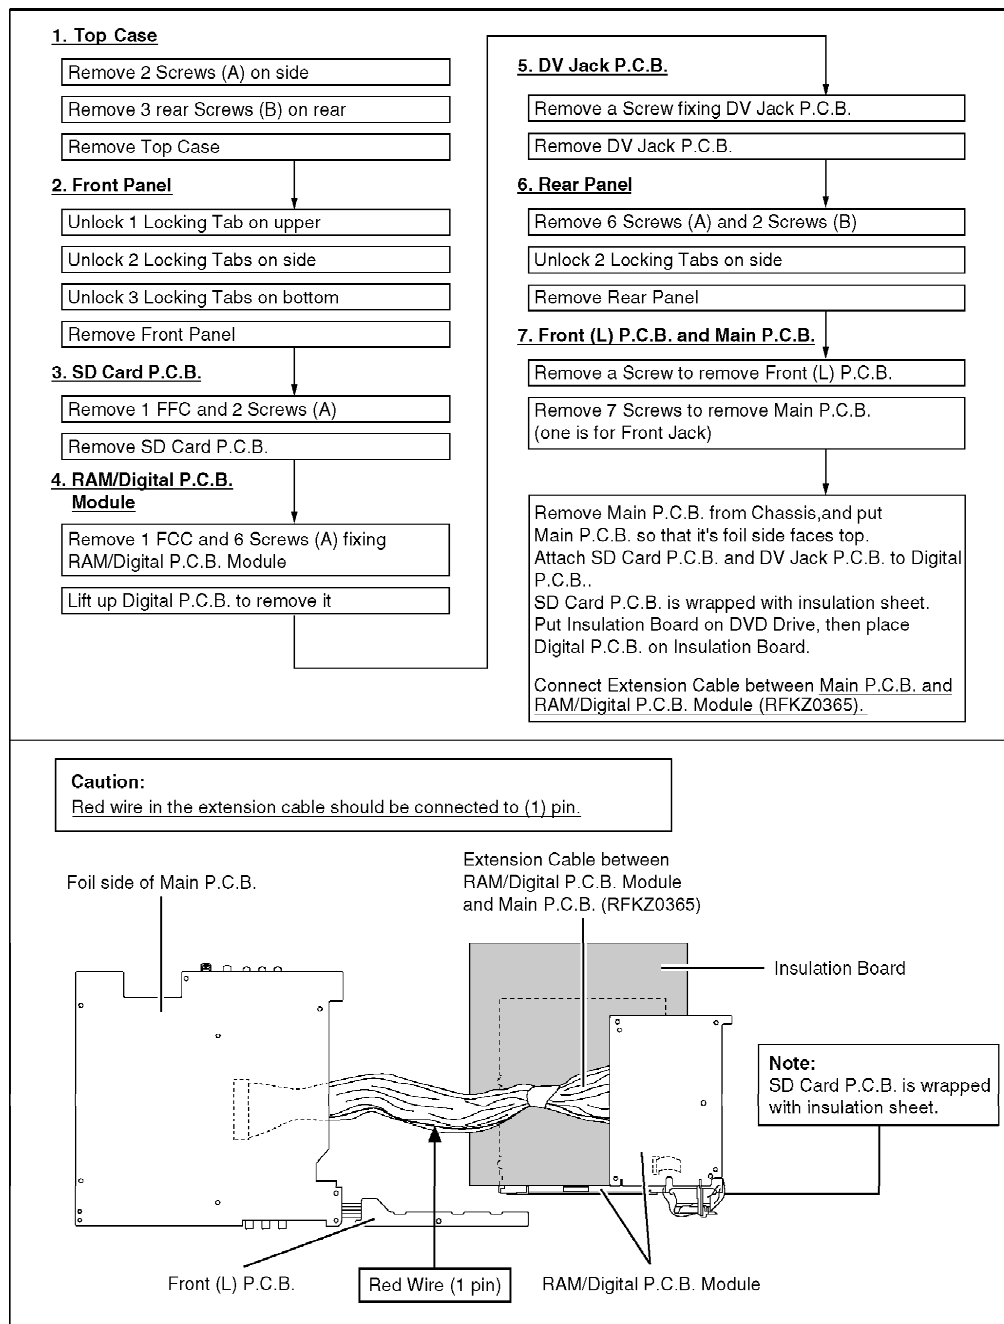 1. Top Case
Remove 2 Screws (A) on side
Remove 3 rear Screws (B) on rear
Remove Top Case
2. Front Panel
Unlock 1 Locking Tab on upper
Unlock 2 Locking Tabs on side
Unlock 3 Locking Tabs on bottom
Remove Front Panel
3. SD Card P.C.B.
Remove 1 FFC and 2 Screws (A)
Remove SD Card P.C.B.
4. RAM/Digital P.C.B.
Module
Remove 1 FCC and 6 Screws (A) fixing
RAM/Digital P.C.B. Module
Lift up Digital P.C.B. to remove it
5. DV Jack P.C.B.
Remove a Screw fixing DV Jack P.C.B.
Remove DV Jack P.C.B.
6. Rear Panel
Remove 6 Screws (A) and 2 Screws (B)
Unlock 2 Locking Tabs on side
Remove Rear Panel
7. Front (L) P.C.B. and Main P.C.B.
Remove a Screw to remove Front (L) P.C.B.
Remove 7 Screws to remove Main P.C.B.
(one is for Front Jack)
Remove Main P.C.B. from Chassis,and put
Main P.C.B. so that it's foil side faces top.
Attach SD Card P.C.B. and DV Jack P.C.B. to Digital
P.C.B..
SD Card P.C.B. is wrapped with insulation sheet.
Put Insulation Board on DVD Drive, then place
Digital P.C.B. on Insulation Board.
Connect Extension Cable between Main P.C.B. and
RAM/Digital P.C.B. Module (RFKZ0365).
Caution:
Red wire in the extension cable should be connected to (1) pin.
Foil side of Main P.C.B.
Extension Cable between
RAM/Digital P.C.B. Module
and Main P.C.B. (RFKZ0365)
Insulation Board
Note:
SD Card P.C.B. is wrapped
with insulation sheet.
Front (L) P.C.B.
Red Wire (1 pin)
RAM/Digital P.C.B. Module